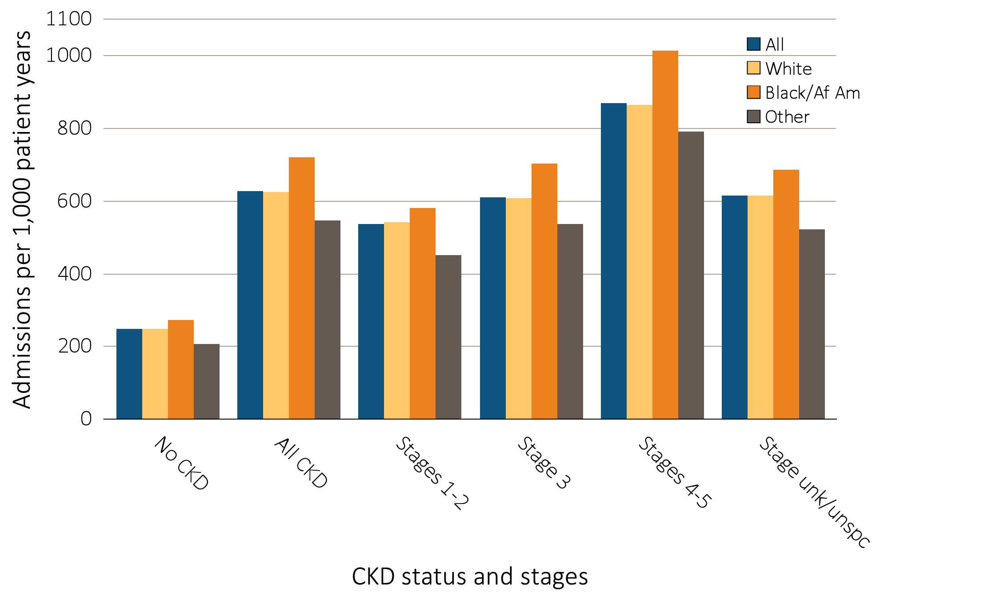 Admissions per 1,000 patient years
1100
1000
800
600
400
200
0
All
White
Black/Af Am
Other
No CKD
All CKD
Stages 1-2
Stage 3
Stages 4-5
Stage unk/unspc
CKD status and stages